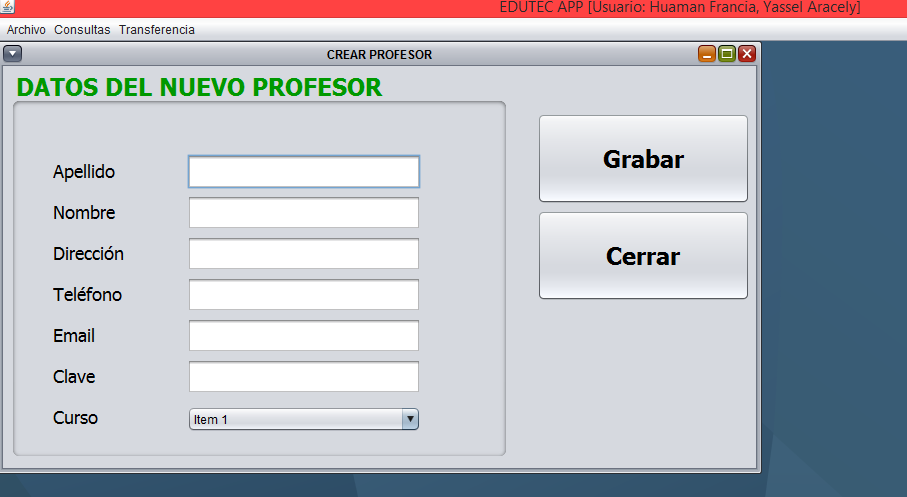 EDUTEC APP [Usuario: Huaman Francia, Yassel Aracely]
Archivo Consultas Transferencia
CREAR PROFESOR
DATOS DEL NUEVO PROFESOR
Apellido
Nombre
Dirección
Teléfono
Email
Clave
Curso Item 1
Grabar
Cerrar